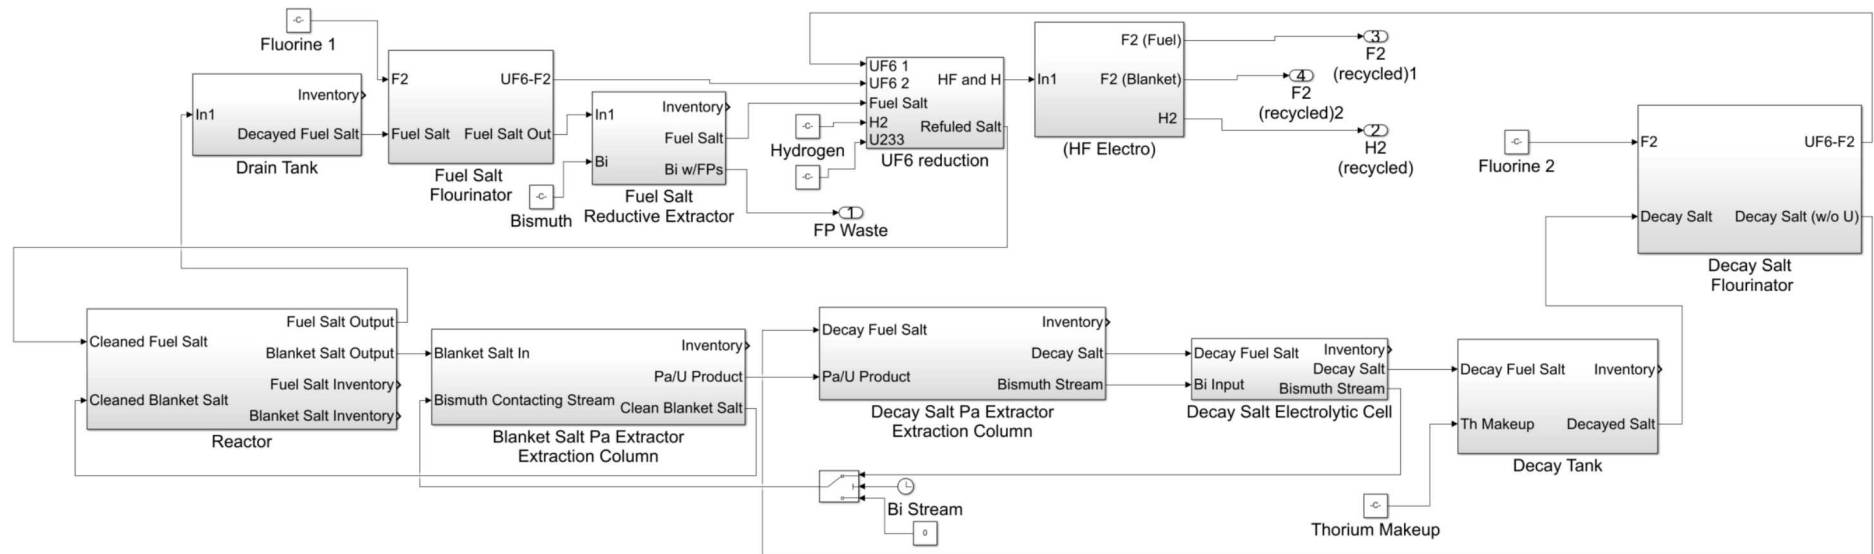 -C-
Fluorine 1
In1
Inventory
Decayed Fuel Salt
Drain Tank
F2
UF6-F2
Fuel Salt
Fuel Salt Out
Fuel Salt
Flourinator
-C-
Bismuth
In1
Inventory
Fuel Salt
Bi
Bi w/FPs
Fuel Salt
Reductive Extractor
1
FP Waste
-C-
Hydrogen
-C-
UF6 1
UF6 2
HF and H
Fuel Salt
H2
Refuled Salt
U233
UF6 reduction
In1
F2 (Fuel)
F2 (Blanket)
H2
(HF Electro)
3
F2
(recycled)1
4
F2
(recycled)2
2
H2
(recycled)
-C-
Fluorine 2
F2
UF6-F2
Decay Salt
Decay Salt (w/o U)
Decay Salt
Flourinator
Fuel Salt Output
Cleaned Fuel Salt
Blanket Salt Output
Fuel Salt Inventory
Cleaned Blanket Salt
Blanket Salt Inventory
Reactor
Inventory
Blanket Salt In
Pa/U Product
Bismuth Contacting Stream
Clean Blanket Salt
Blanket Salt Pa Extractor
Extraction Column
Inventory
Decay Fuel Salt
Decay Salt
Pa/U Product
Bismuth Stream
Decay Salt Pa Extractor
Extraction Column
Inventory
Decay Fuel Salt
Decay Salt
Bi Input
Bismuth Stream
Decay Salt Electrolytic Cell
Decay Fuel Salt
Inventory
Th Makeup
Decayed Salt
Decay Tank
Bi Stream
0
-C-
Thorium Makeup